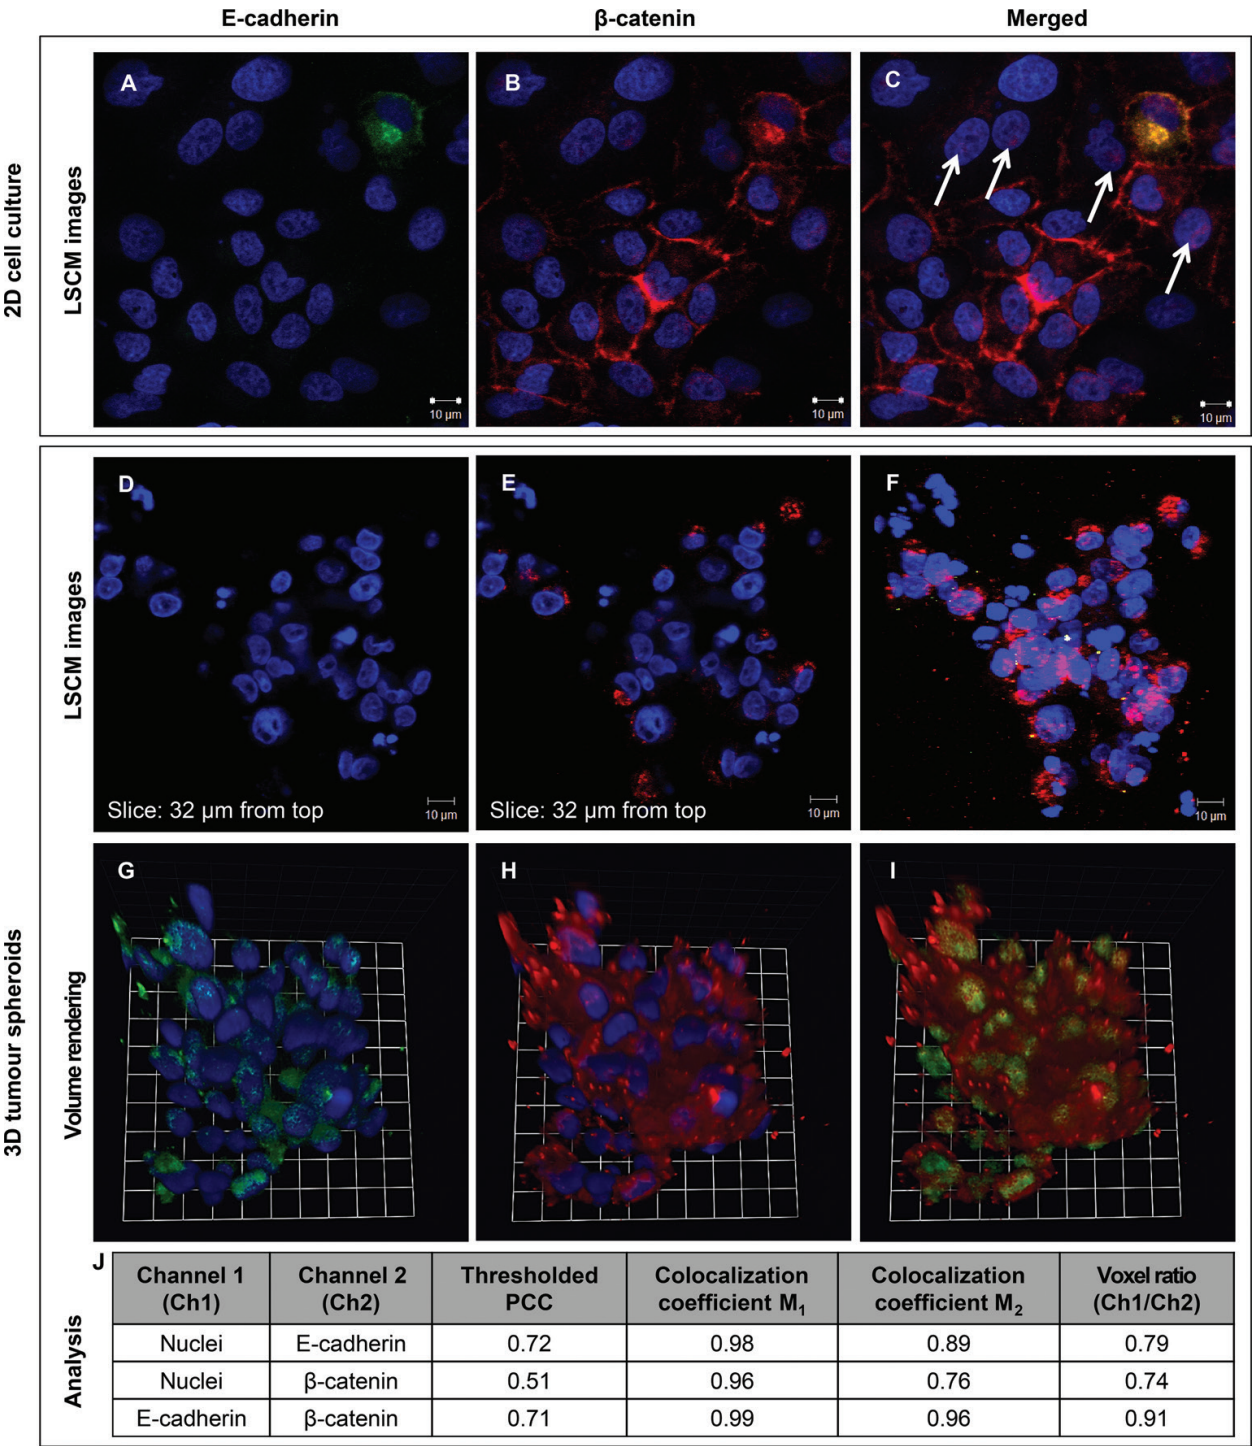 E-cadherin
β-catenin
Merged
2D cell culture
LSCM images
A
B
C
10 µm
10 µm
10 µm
3D tumour spheroids
LSCM images
D
E
F
Slice: 32 µm from top
10 µm
Slice: 32 µm from top
10 µm
10 µm
Volume rendering
G
H
I
Analysis
J
Channel 1 (Ch1)
Channel 2 (Ch2)
Thresholded PCC
Colocalization coefficient M1
Colocalization coefficient M2
Voxel ratio (Ch1/Ch2)
Nuclei E-cadherin 0.72 0.98 0.89 0.79
Nuclei β-catenin 0.51 0.96 0.76 0.74
E-cadherin β-catenin 0.71 0.99 0.96 0.91